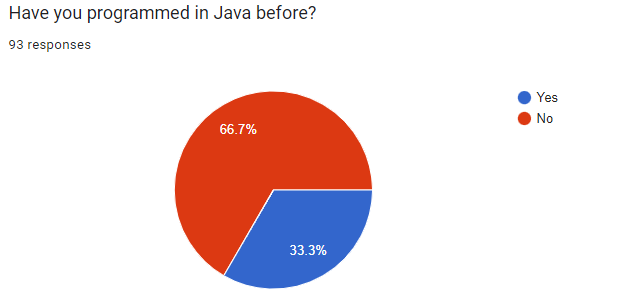 Have you programmed in Java before?
93 responses
Yes
No
66.7%
33.3%